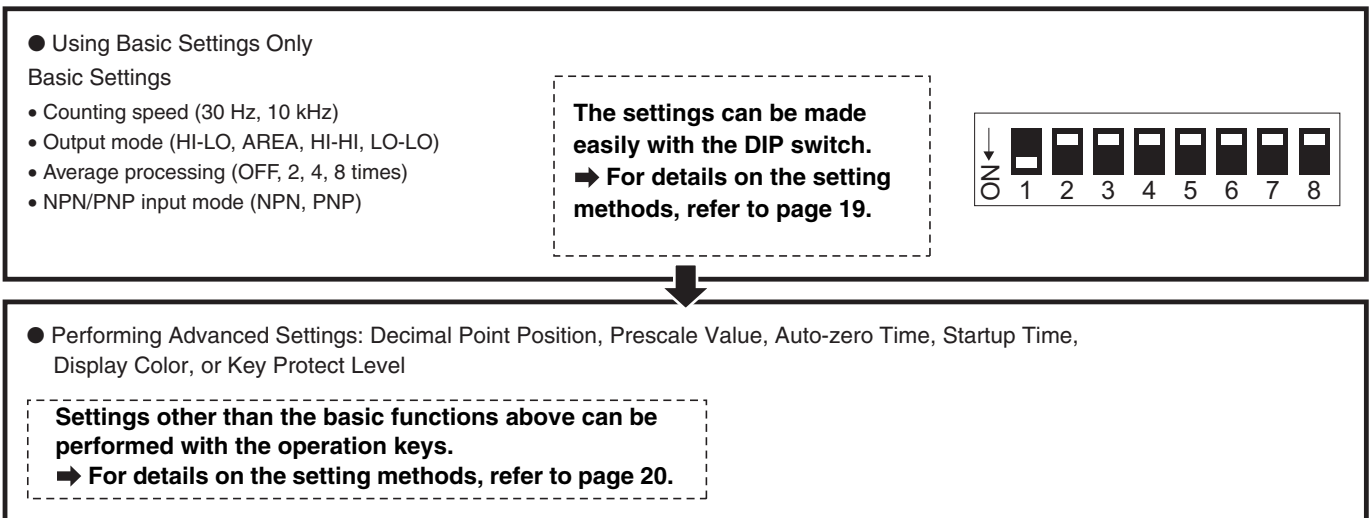 ● Using Basic Settings Only
Basic Settings
• Counting speed (30 Hz, 10 kHz)
• Output mode (HI-LO, AREA, HI-HI, LO-LO)
• Average processing (OFF, 2, 4, 8 times)
• NPN/PNP input mode (NPN, PNP)
The settings can be made
easily with the DIP switch.
➡ For details on the setting
methods, refer to page 19.
ON
1 2 3 4 5 6 7 8
● Performing Advanced Settings: Decimal Point Position, Prescale Value, Auto-zero Time, Startup Time,
Display Color, or Key Protect Level
Settings other than the basic functions above can be
performed with the operation keys.
➡ For details on the setting methods, refer to page 20.